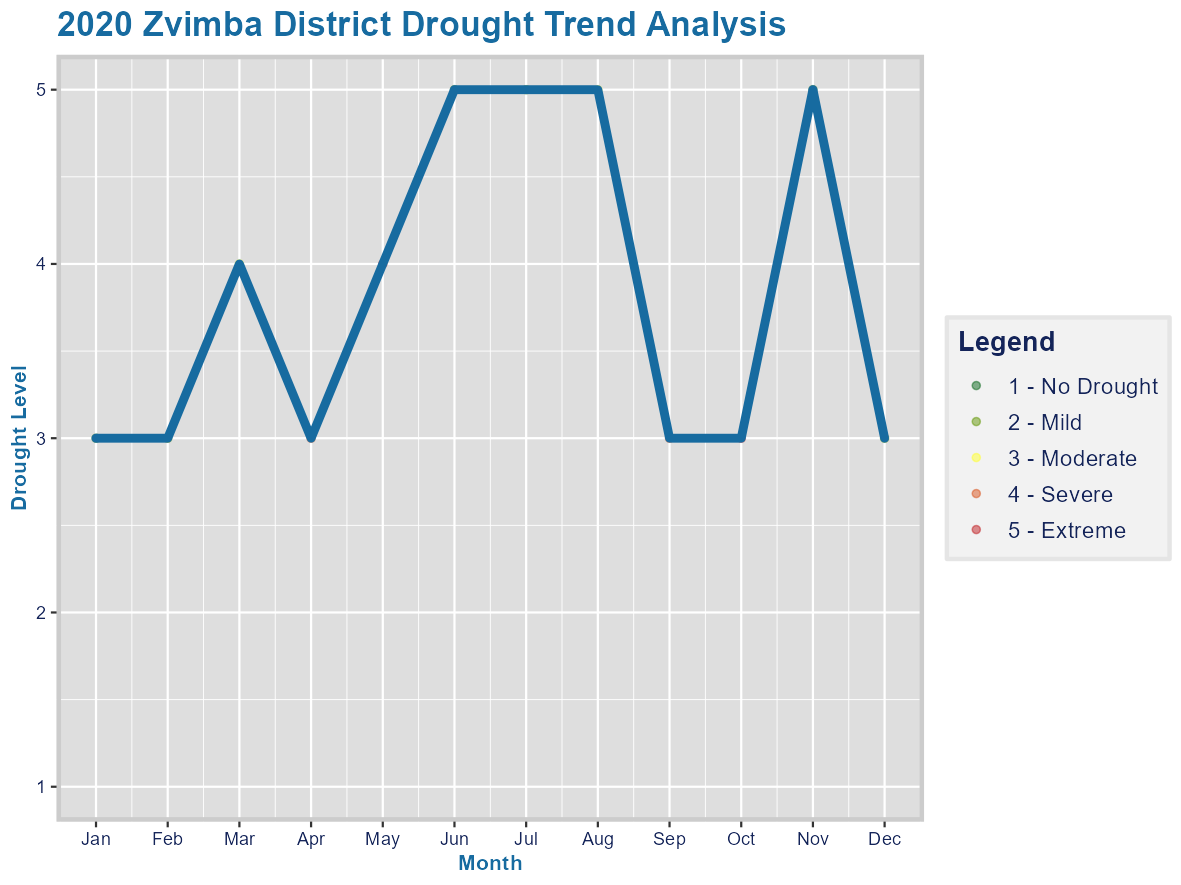 2020 Zvimba District Drought Trend Analysis
Drought Level
5
4
3
2
1
Jan Feb Mar Apr May Jun Jul Aug Sep Oct Nov Dec
Month
Legend
1 - No Drought
2 - Mild
3 - Moderate
4 - Severe
5 - Extreme